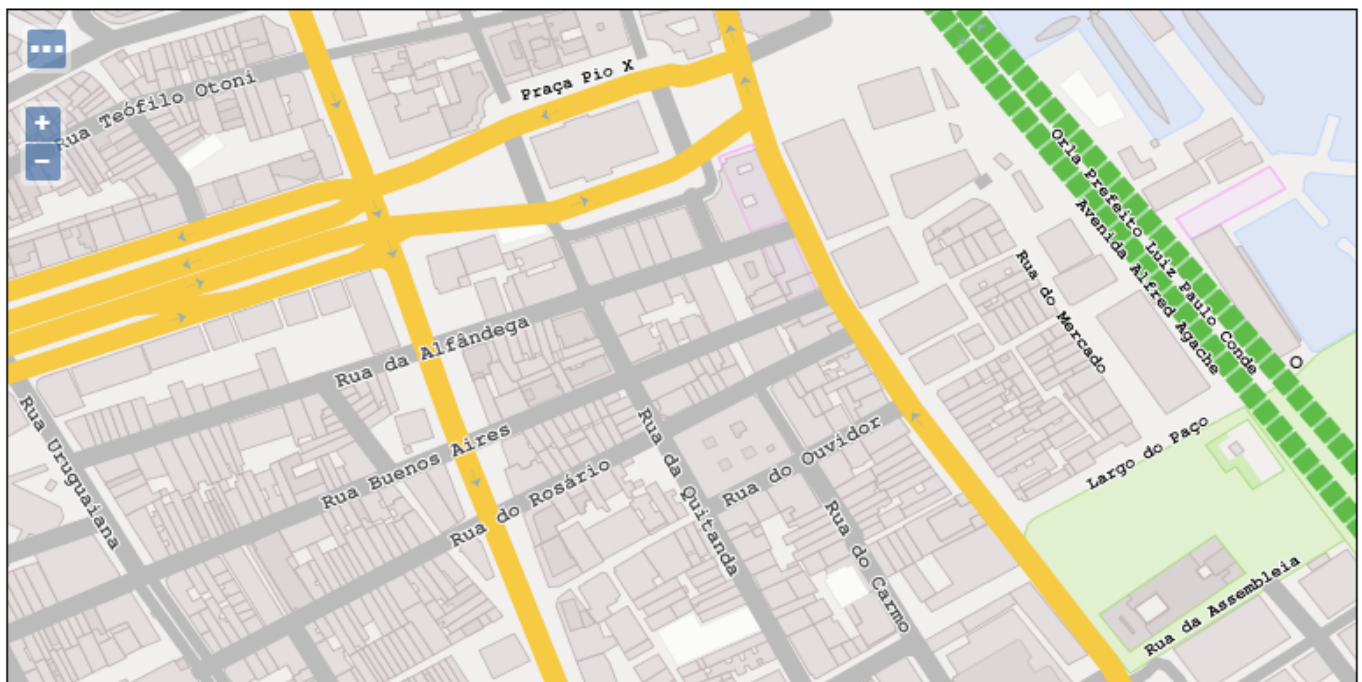 Praça Pio X
Rua Teófilo Otoni
+
−
Orla Prefeito Luiz Paulo Conde
Avenida Alfred Agache
Rua do Mercado
O
Rua da Alfândega
Rua Uruguaiana
Rua Buenos Aires
Rua do Rosário
Rua da Quitanda
Rua do Ouvidor
Rua do Carmo
Largo do Paço
Rua da Assembleia